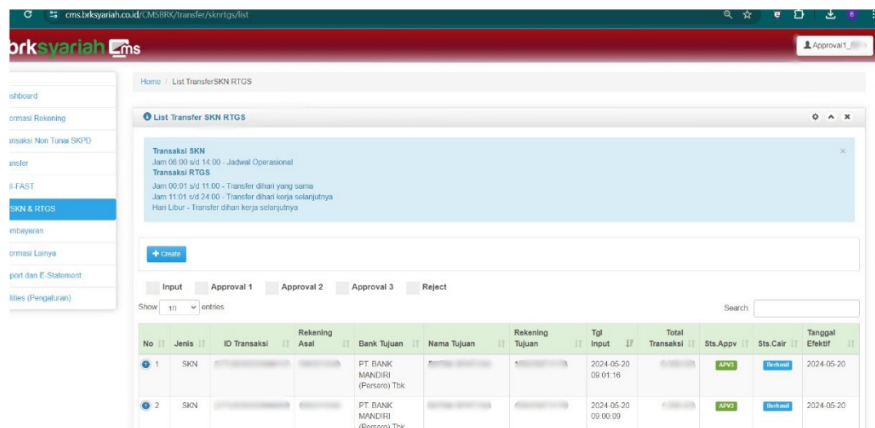 cms.brksyariah.co.id/CMSBRK/transfer/sknrtgs/list
brksyariah Cms
Approval1_
Home / List TransferSKN RTGS
ashboard
ormasi Rekening
ansaksi Non Tunai SKPD
ansfer
I-FAST
SKN & RTGS
embayaran
ormasi Lainya
port dan E-Statement
ilities (Pengaturan)
List Transfer SKN RTGS
Transaksi SKN
Jam 08:00 s/d 14:00 - Jadwal Operasional
Transaksi RTGS
Jam 00:01 s/d 11:00 - Transfer dihari yang sama
Jam 11:01 s/d 24:00 - Transfer dihari kerja selanjutnya
Hari Libur - Transfer dihari kerja selanjutnya
+ Create
Input Approval 1 Approval 2 Approval 3 Reject
Show 10 entries Search:
No Jenis ID Transaksi Rekening Asal Bank Tujuan Nama Tujuan Rekening Tujuan Tgl Input Total Transaksi Sts.Appv Sts.Cair Tanggal Efektif
1 SKN PT. BANK MANDIRI (Persero) Tbk 2024-05-20 09:01:16 APV3 Berhasil 2024-05-20
2 SKN PT. BANK MANDIRI (Persero) Tbk 2024-05-20 09:00:09 APV3 Berhasil 2024-05-20